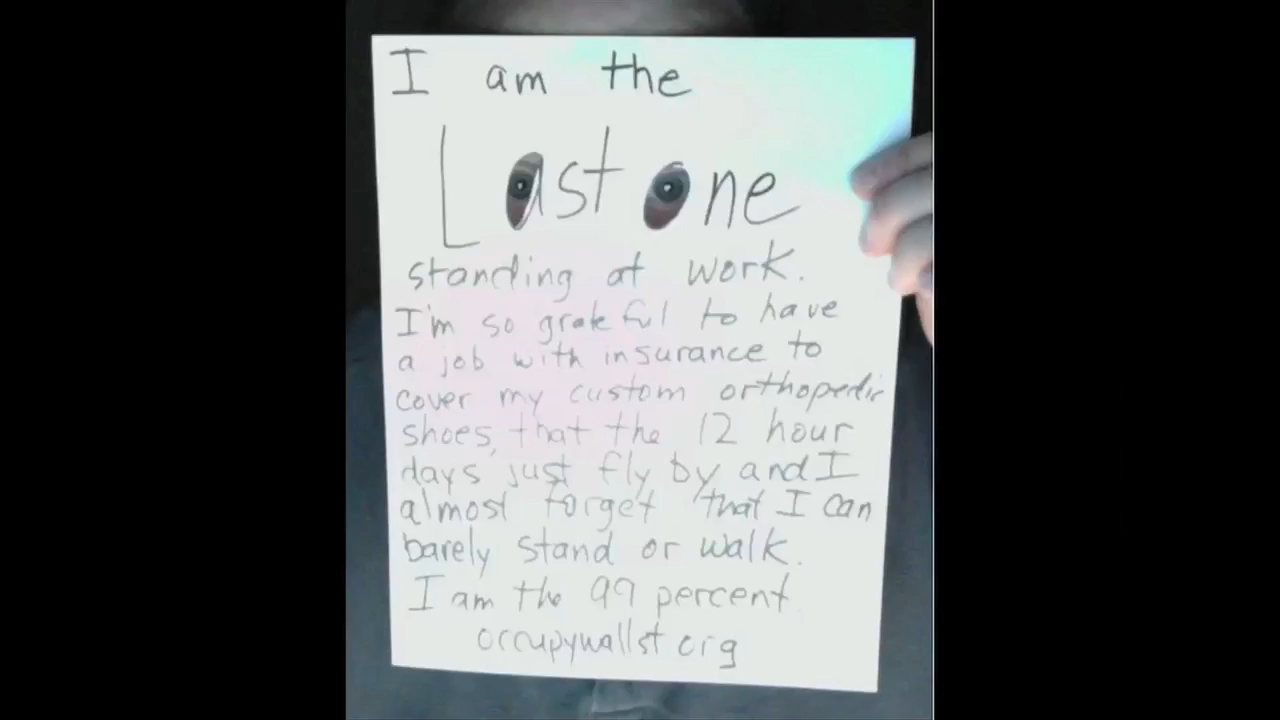 I am the
Last One
standing at work.
I'm so grateful to have
a job with insurance to
cover my custom orthopedic
shoes, that the 12 hour
days just fly by and I
almost forget that I can
barely stand or walk.
I am the 99 percent.
occupywallst.org